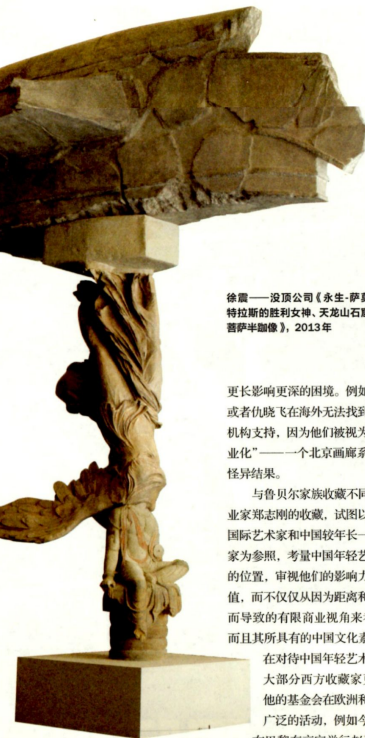 徐震——没顶公司《永生-萨莫
特拉斯的胜利女神、天龙山石窟
菩萨半跏像》，2013年
更长影响更深的困境。例如
或者仇晓飞在海外无法找到
机构支持，因为他们被视为
业化”——一个北京画廊系
怪异结果。
与鲁贝尔家族收藏不同
业家郑志刚的收藏，试图以
国际艺术家和中国较年长一
家为参照，考量中国年轻艺
的位置，审视他们的影响力
值，而不仅仅从因为距离和
而导致的有限商业视角来
而且其所具有的中国文化素
在对待中国年轻艺术
大部分西方收藏家
他的基金会在欧洲和
广泛的活动，例如今